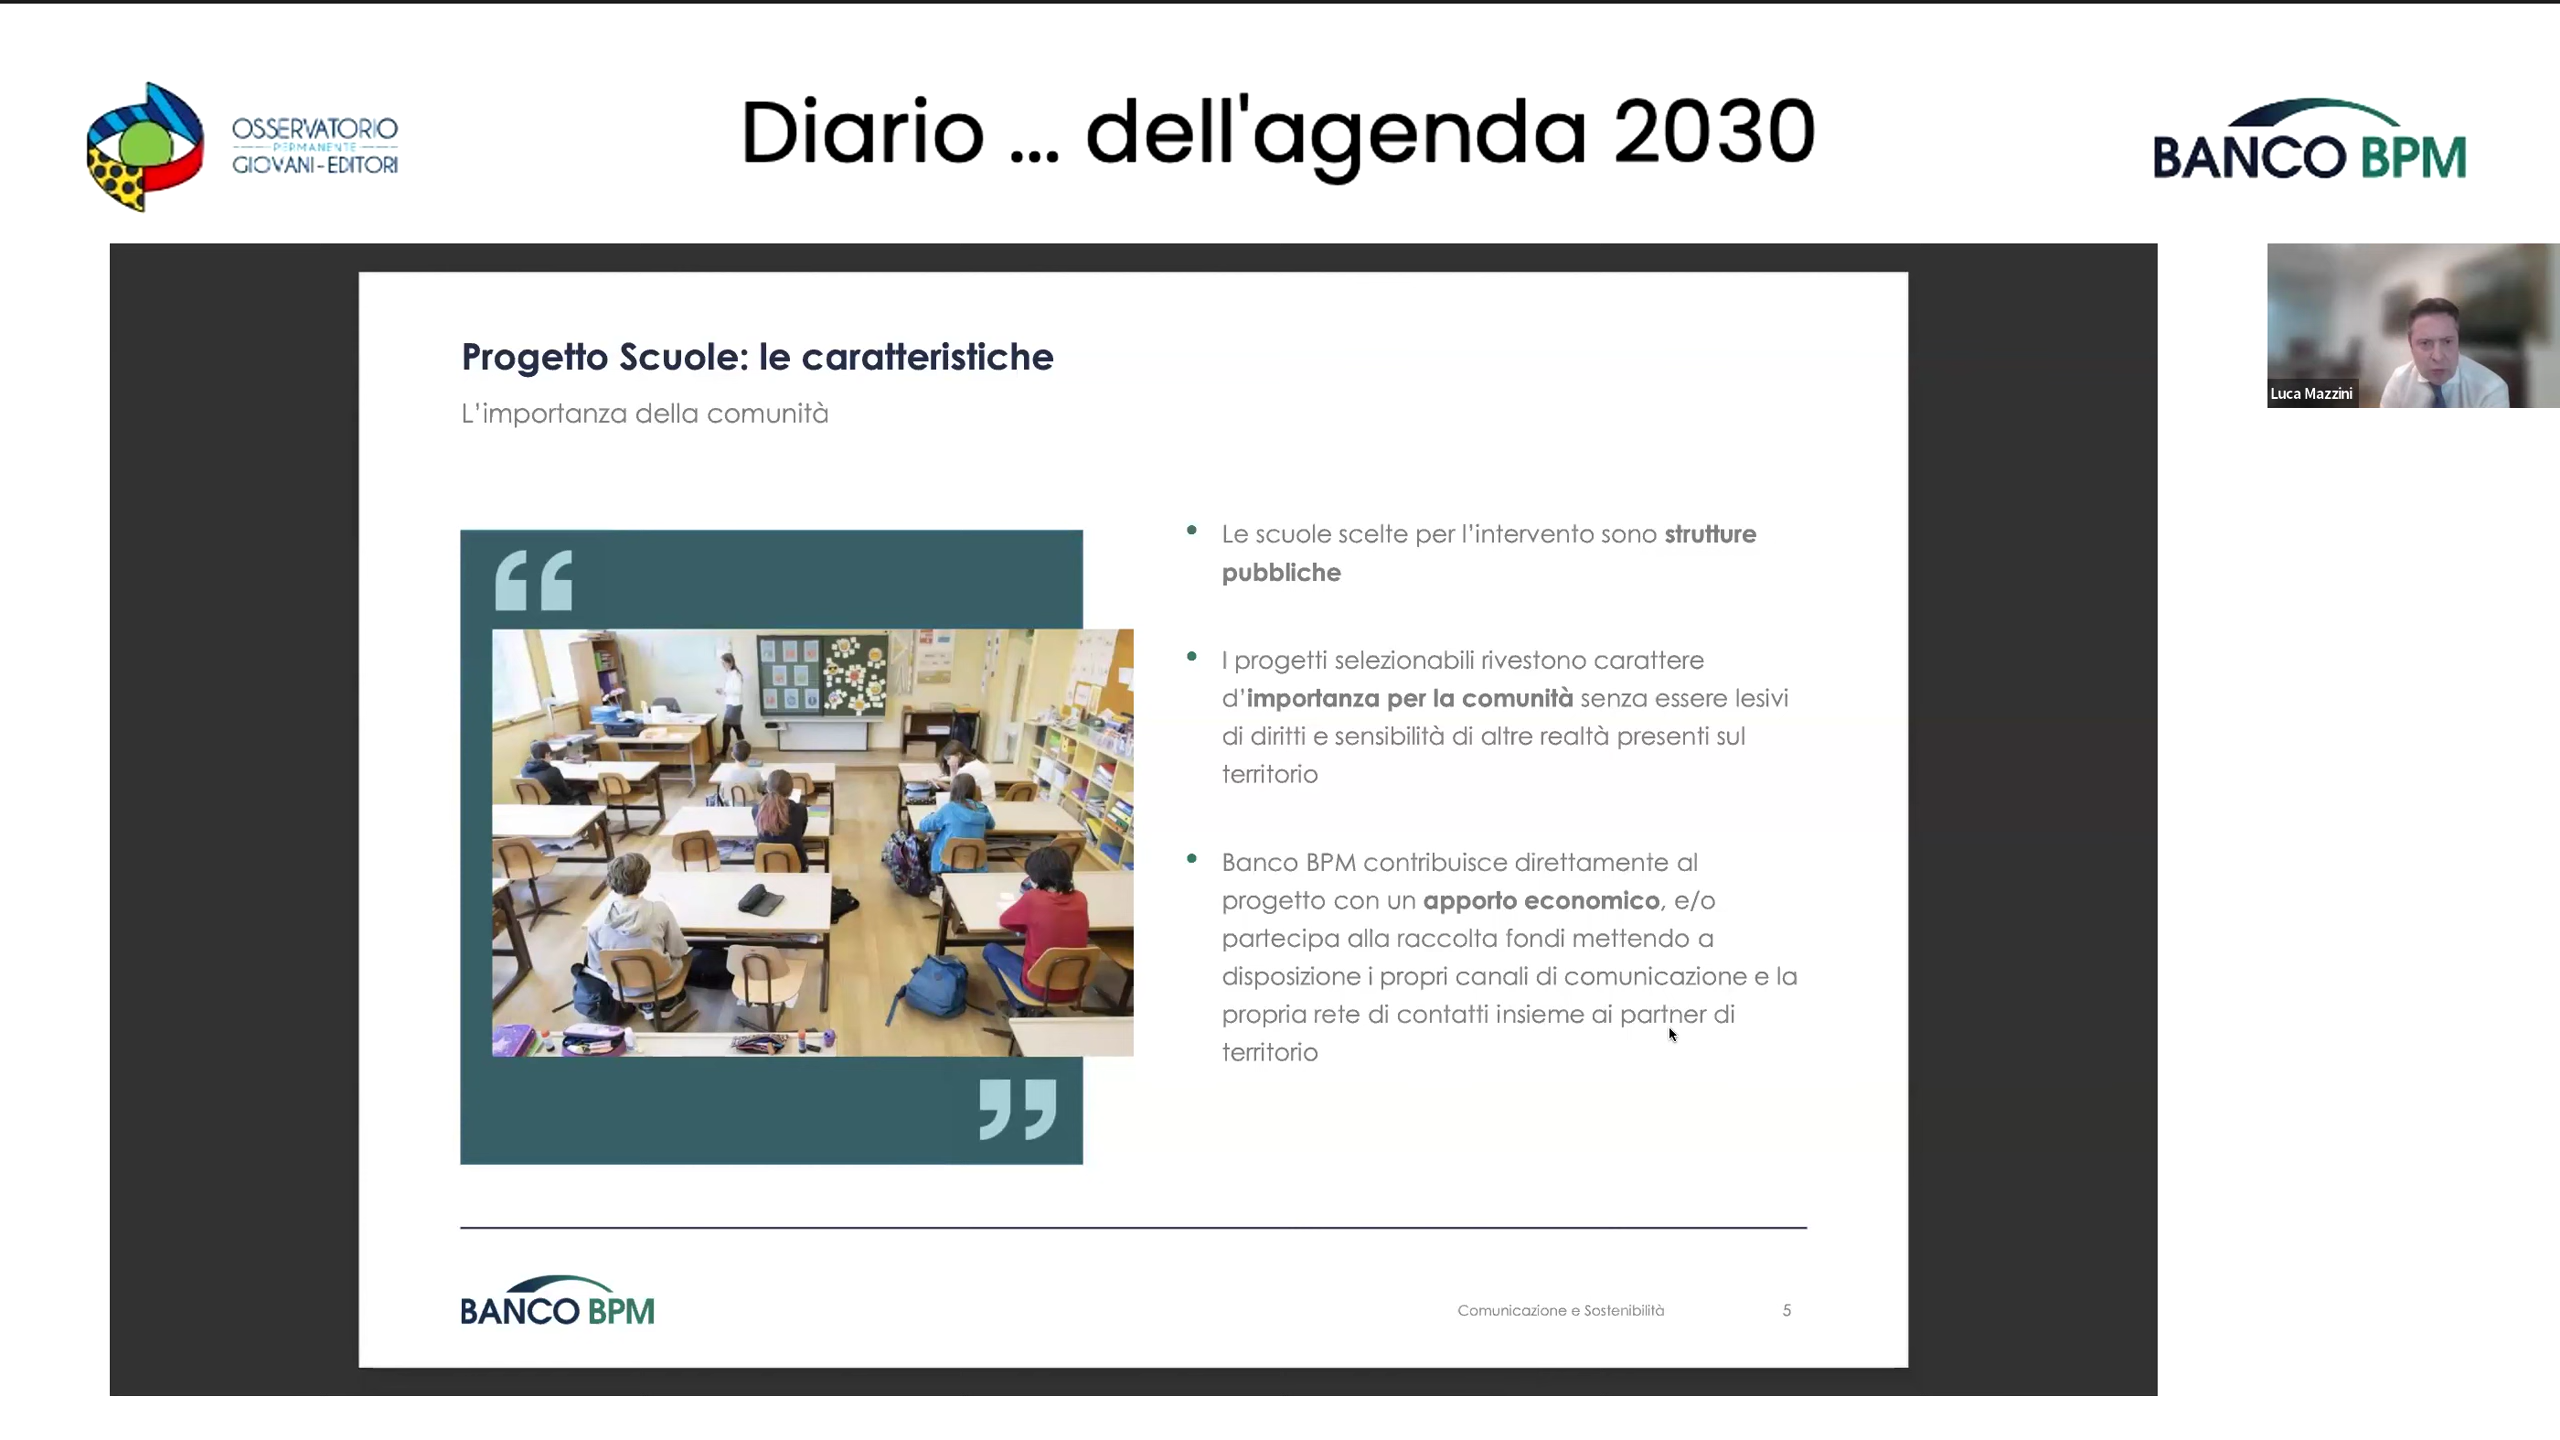 OSSERVATORIO
PERMANENTE
GIOVANI-EDITORI
Diario ... dell'agenda 2030
BANCO BPM
Luca Mazzini
Progetto Scuole: le caratteristiche
L’importanza della comunità
Le scuole scelte per l’intervento sono strutture
pubbliche
I progetti selezionabili rivestono carattere
d’importanza per la comunità senza essere lesivi
di diritti e sensibilità di altre realtà presenti sul
territorio
Banco BPM contribuisce direttamente al
progetto con un apporto economico, e/o
partecipa alla raccolta fondi mettendo a
disposizione i propri canali di comunicazione e la
propria rete di contatti insieme ai partner di
territorio
BANCO BPM
Comunicazione e Sostenibilità
5